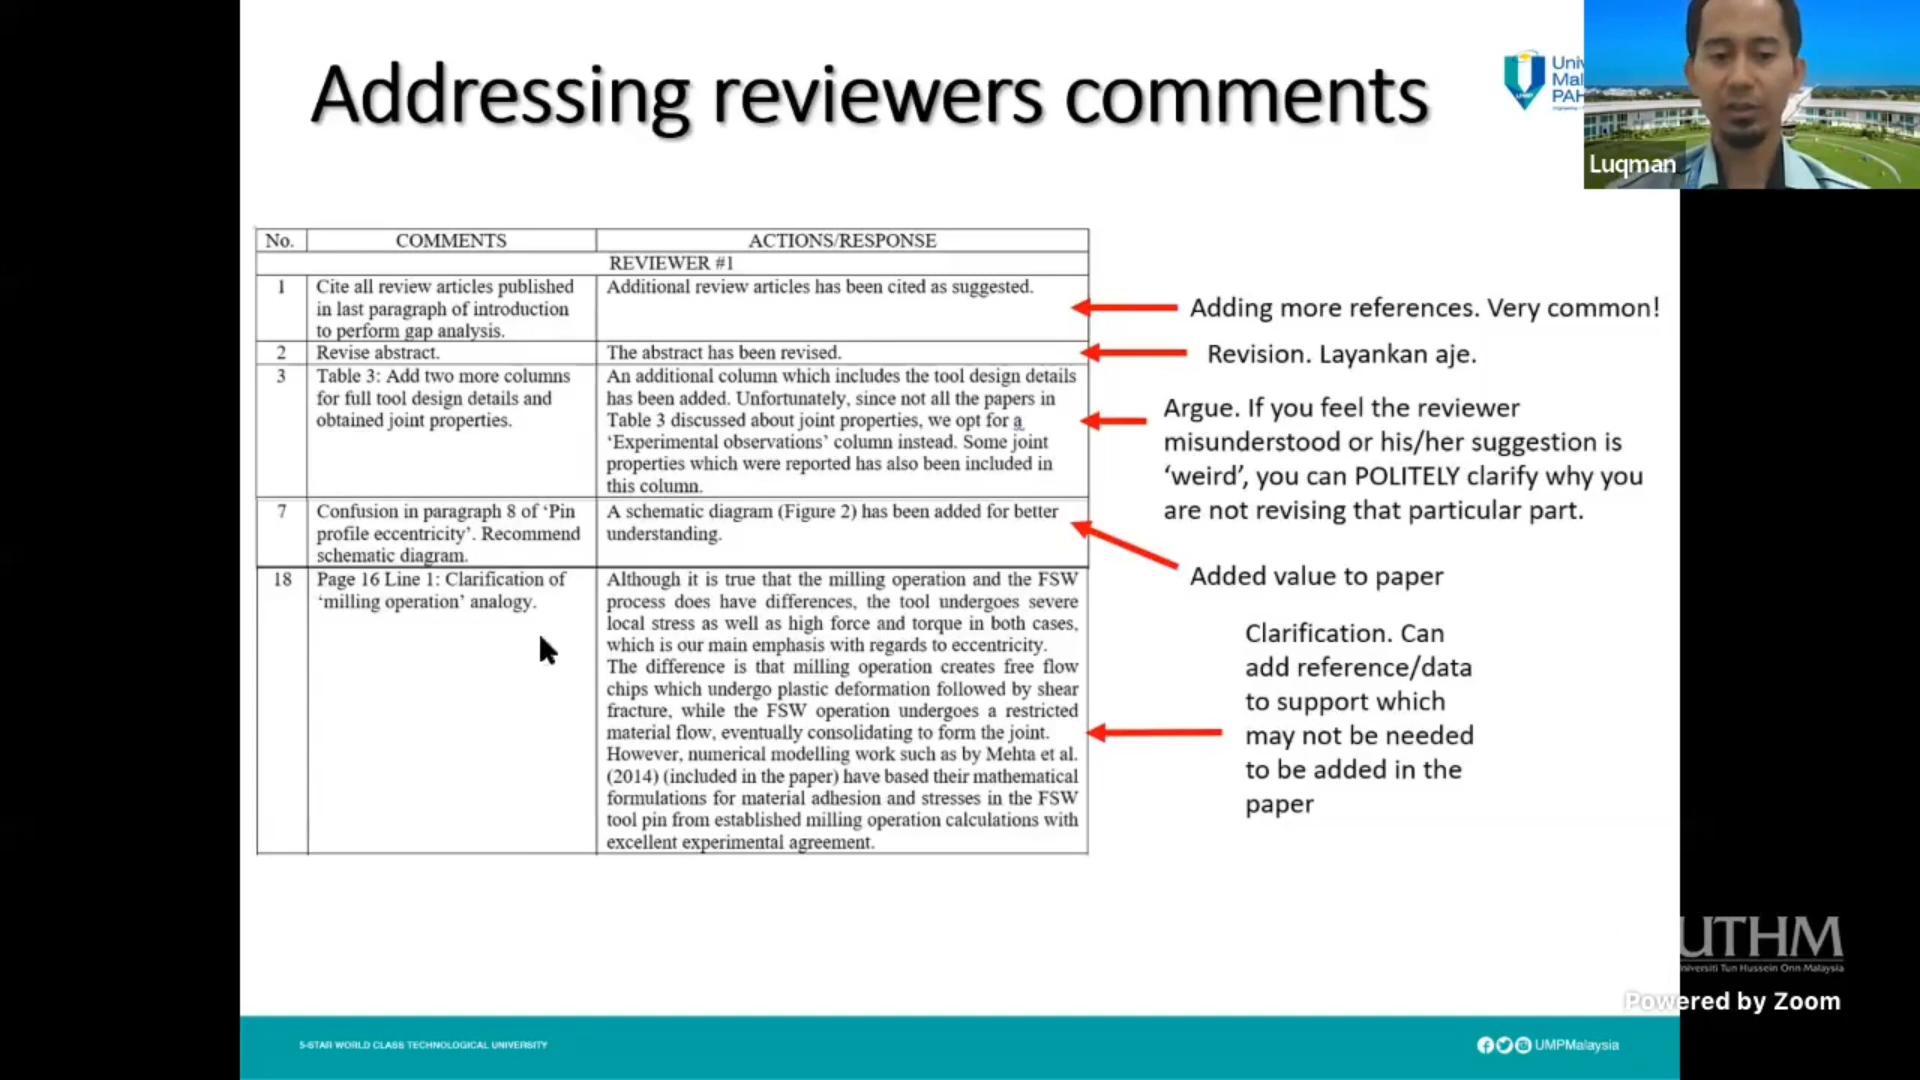 Addressing reviewers comments
Luqman
No. COMMENTS ACTIONS/RESPONSE
REVIEWER #1
1 Cite all review articles published in last paragraph of introduction to perform gap analysis.
Additional review articles has been cited as suggested.
Adding more references. Very common!
2 Revise abstract.
The abstract has been revised.
Revision. Layankan aje.
3 Table 3: Add two more columns
for full tool design details and
obtained joint properties.
An additional column which includes the tool design details
has been added. Unfortunately, since not all the papers in
Table 3 discussed about joint properties, we opt for a
‘Experimental observations’ column instead. Some joint
properties which were reported has also been included in
this column.
Argue. If you feel the reviewer
misunderstood or his/her suggestion is
‘weird’, you can POLITELY clarify why you
are not revising that particular part.
7 Confusion in paragraph 8 of ‘Pin
profile eccentricity’. Recommend
schematic diagram.
A schematic diagram (Figure 2) has been added for better
understanding.
Added value to paper
18 Page 16 Line 1: Clarification of
‘milling operation’ analogy.
Although it is true that the milling operation and the FSW
process does have differences, the tool undergoes severe
local stress as well as high force and torque in both cases,
which is our main emphasis with regards to eccentricity.
The difference is that milling operation creates free flow
chips which undergo plastic deformation followed by shear
fracture, while the FSW operation undergoes a restricted
material flow, eventually consolidating to form the joint.
However, numerical modelling work such as by Mehta et al.
(2014) (included in the paper) have based their mathematical
formulations for material adhesion and stresses in the FSW
tool pin from established milling operation calculations with
excellent experimental agreement.
Clarification. Can
add reference/data
to support which
may not be needed
to be added in the
paper
UTHM
Universiti Tun Hussein Onn Malaysia
Powered by Zoom
5-STAR WORLD CLASS TECHNOLOGICAL UNIVERSITY
UMPMalaysia